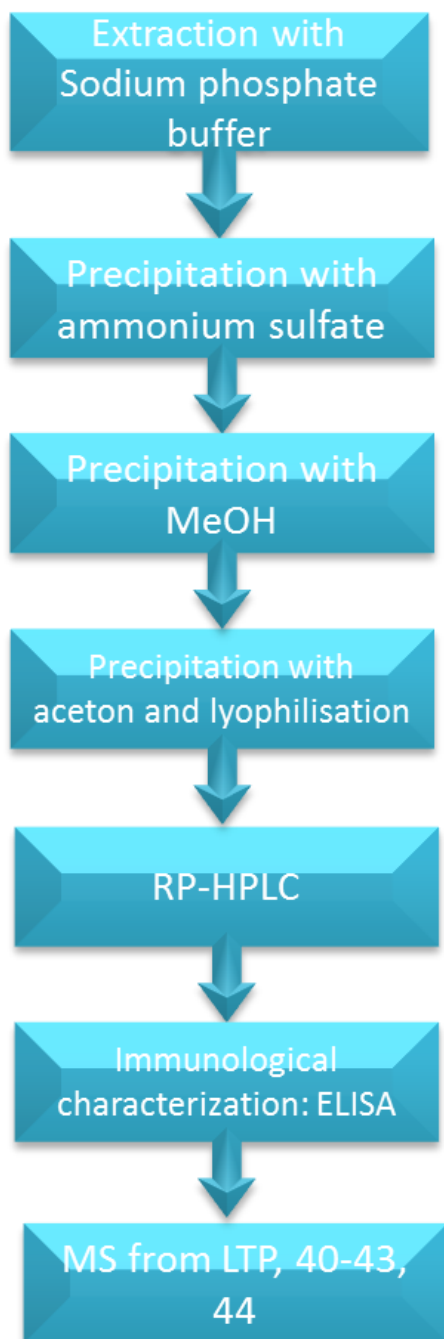 Extraction with
Sodium phosphate
buffer
Precipitation with
ammonium sulfate
Precipitation with
MeOH
Precipitation with
aceton and lyophilisation
RP-HPLC
Immunological
characterization: ELISA
MS from LTP, 40-43,
44